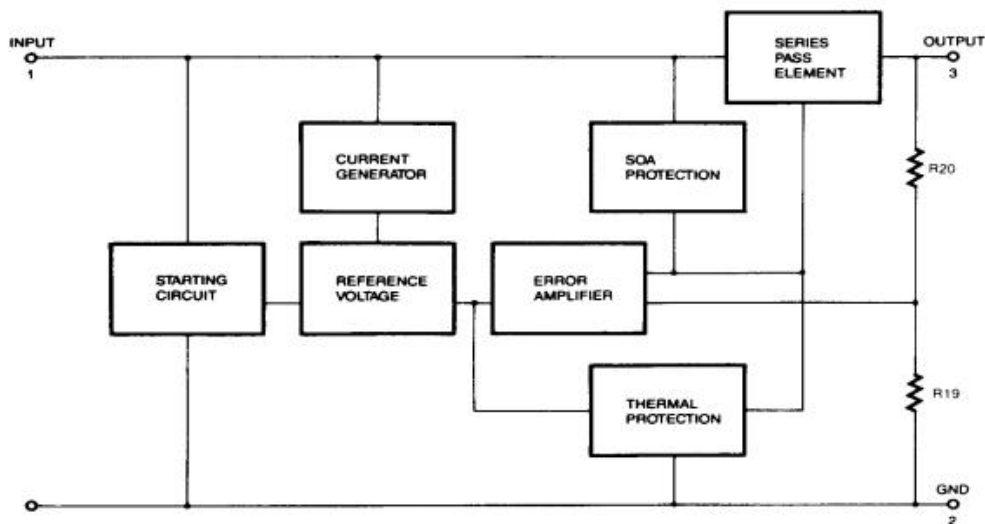 INPUT
1
SERIES
PASS
ELEMENT
OUTPUT
3
CURRENT
GENERATOR
SOA
PROTECTION
R20
STARTING
CIRCUIT
REFERENCE
VOLTAGE
ERROR
AMPLIFIER
THERMAL
PROTECTION
R19
GND
2